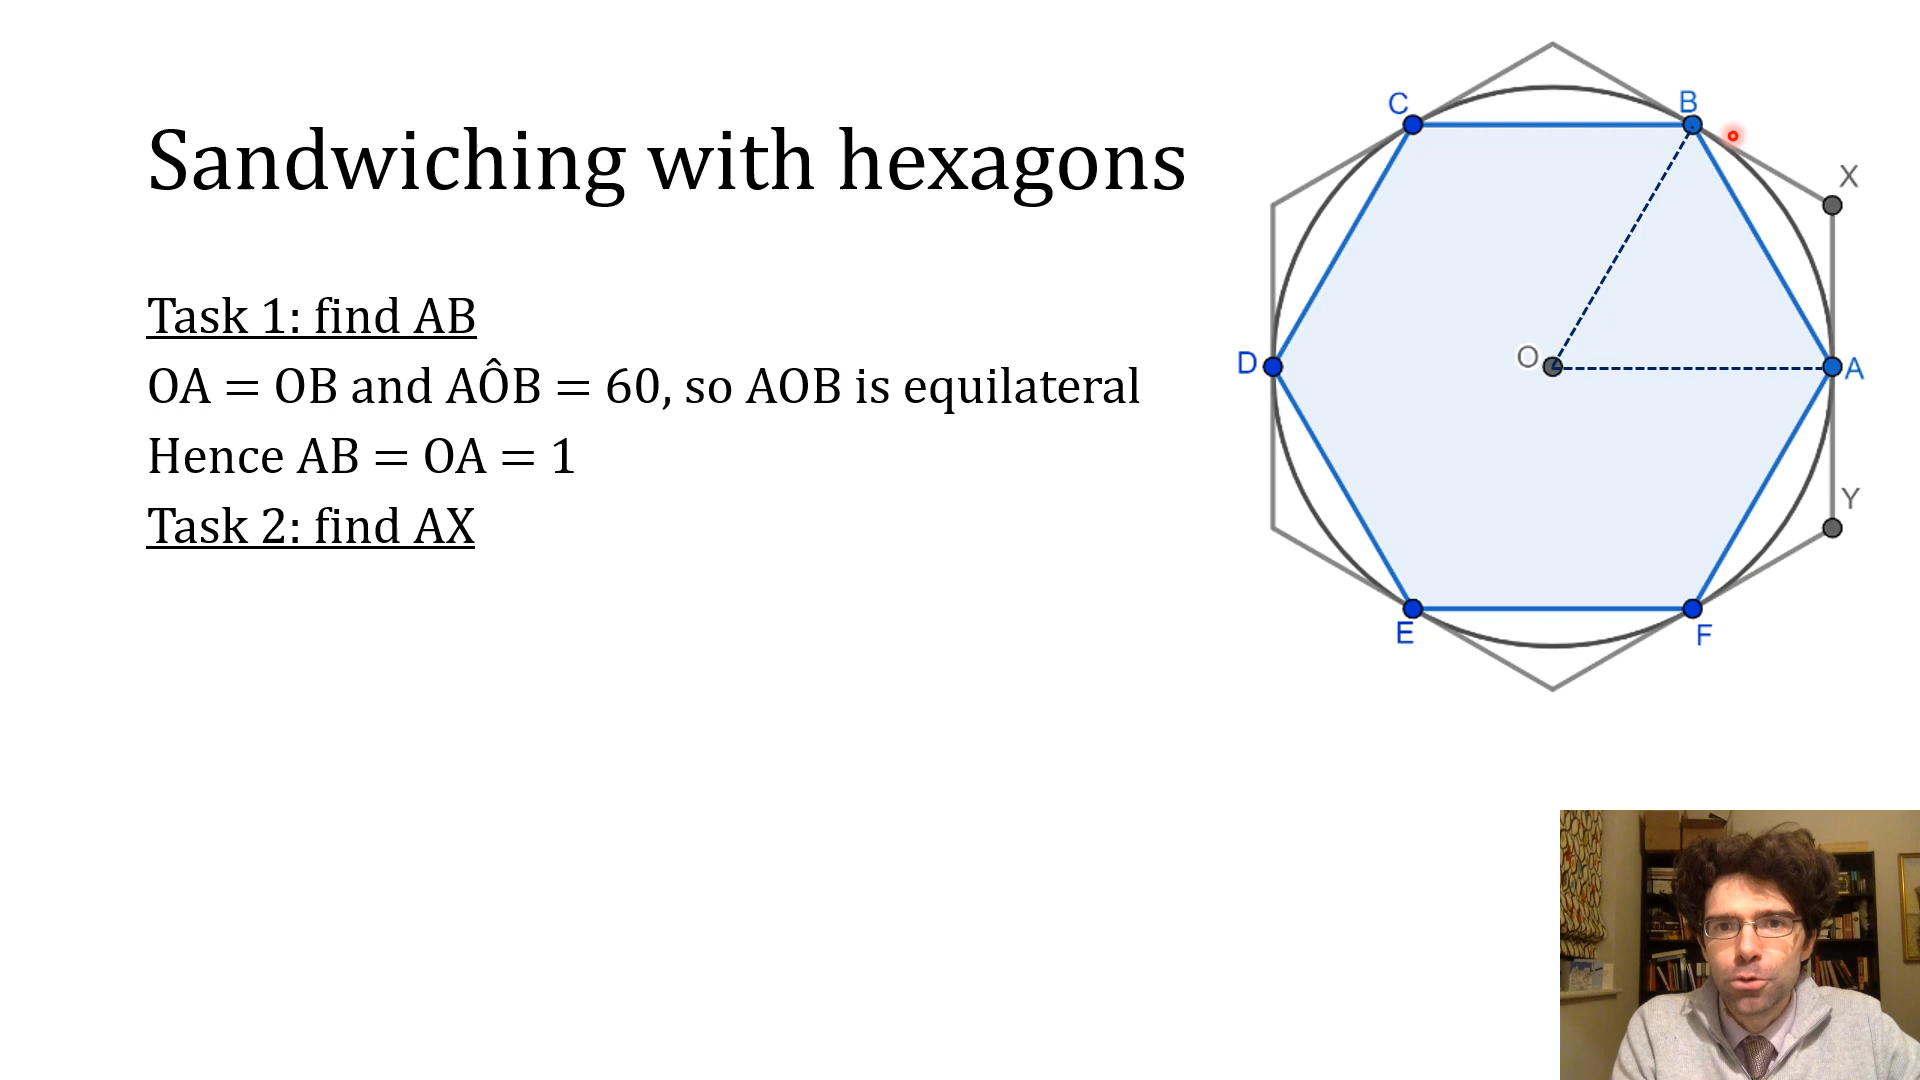 Sandwiching with hexagons
Task 1: find AB
OA = OB and AÔB = 60, so AOB is equilateral
Hence AB = OA = 1
Task 2: find AX
C
B
X
D
O
A
Y
E
F